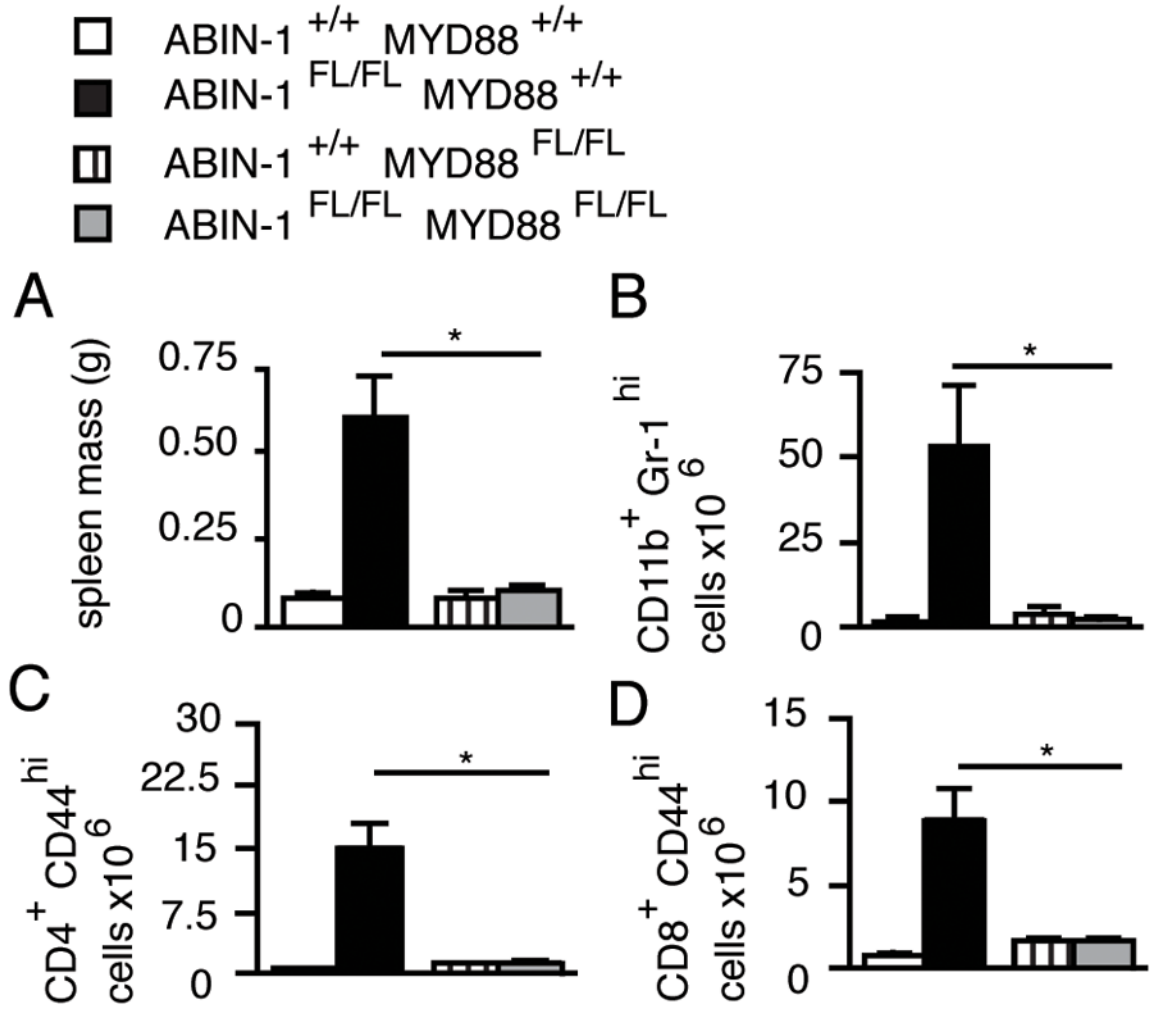 ABIN-1 +/+ MYD88 +/+
ABIN-1 FL/FL MYD88 +/+
ABIN-1 +/+ MYD88 FL/FL
ABIN-1 FL/FL MYD88 FL/FL
A
spleen mass (g)
0.75
0.50
0.25
0
*
B
CD11b+ Gr-1hi
cells x10 6
75
50
25
0
*
C
CD4+ CD44hi
cells x10 6
30
22.5
15
7.5
0
*
D
CD8+ CD44hi
cells x10 6
15
10
5
0
*